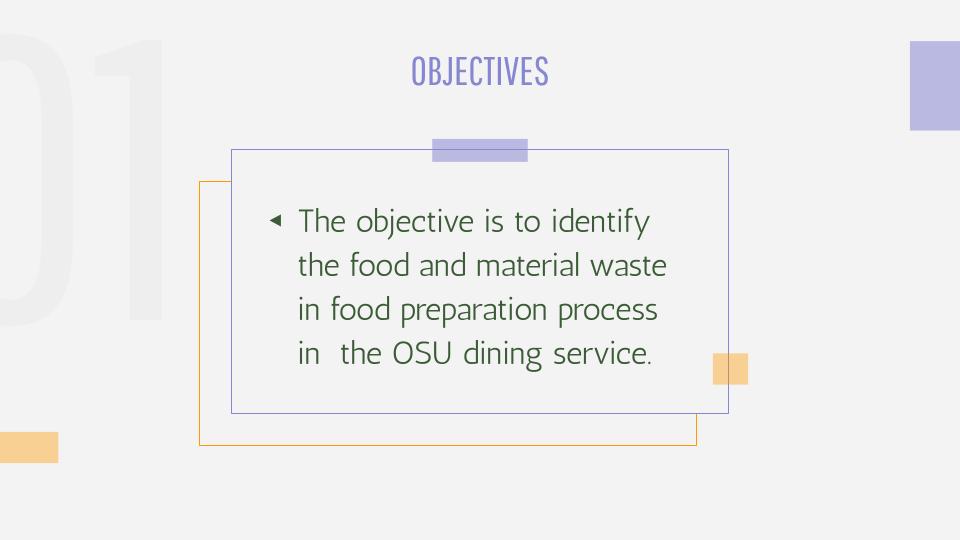 01
OBJECTIVES
The objective is to identify
the food and material waste
in food preparation process
in  the OSU dining service.